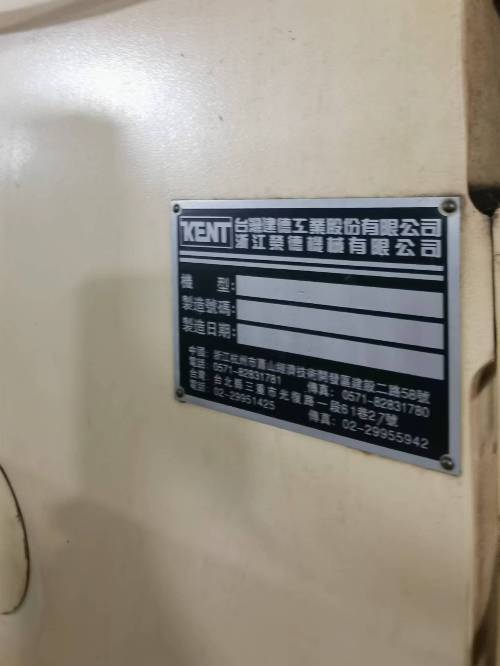 KENT 台灣建德工業股份有限公司
浙江榮德機械有限公司
機 型:
製造號碼:
製造日期:
中國: 浙江杭州市蕭山經濟技術開發區建設二路58號
電話: 0571-82831781 傳真: 0571-82831780
台灣: 台北縣三重市光復路一段61巷27號
電話: 02-29951425 傳真: 02-29955942